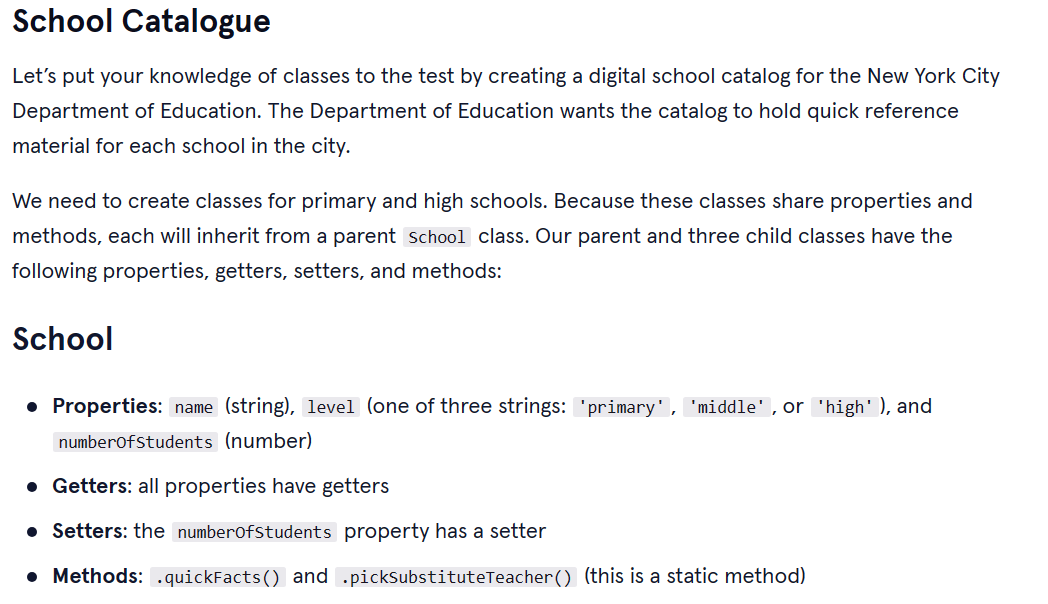 School Catalogue
Let’s put your knowledge of classes to the test by creating a digital school catalog for the New York City
Department of Education. The Department of Education wants the catalog to hold quick reference
material for each school in the city.
We need to create classes for primary and high schools. Because these classes share properties and
methods, each will inherit from a parent School class. Our parent and three child classes have the
following properties, getters, setters, and methods:
School
• Properties: name (string), level (one of three strings: 'primary', 'middle', or 'high'), and
numberOfStudents (number)
• Getters: all properties have getters
• Setters: the numberOfStudents property has a setter
• Methods: .quickFacts() and .pickSubstituteTeacher() (this is a static method)